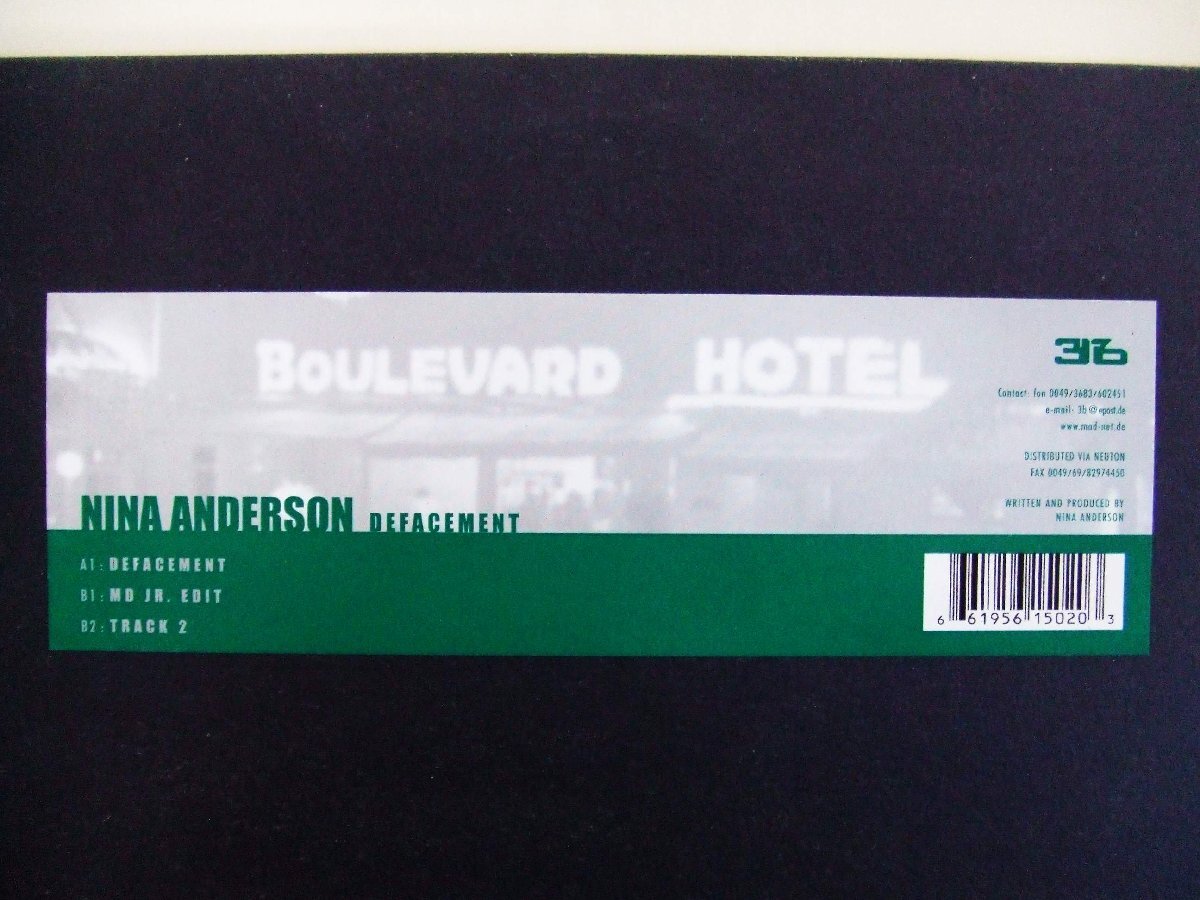 BOULEVARD HOTEL
3b
Contact: fon 0049/3683/602451
e-mail: 3b@epost.de
www.mad-net.de
DISTRIBUTED VIA NEUTON
FAX 0049/69/82974450
WRITTEN AND PRODUCED BY
NINA ANDERSON
NINA ANDERSON DEFACEMENT
A1: DEFACEMENT
B1: MD JR. EDIT
B2: TRACK 2
6 61956 15020 3